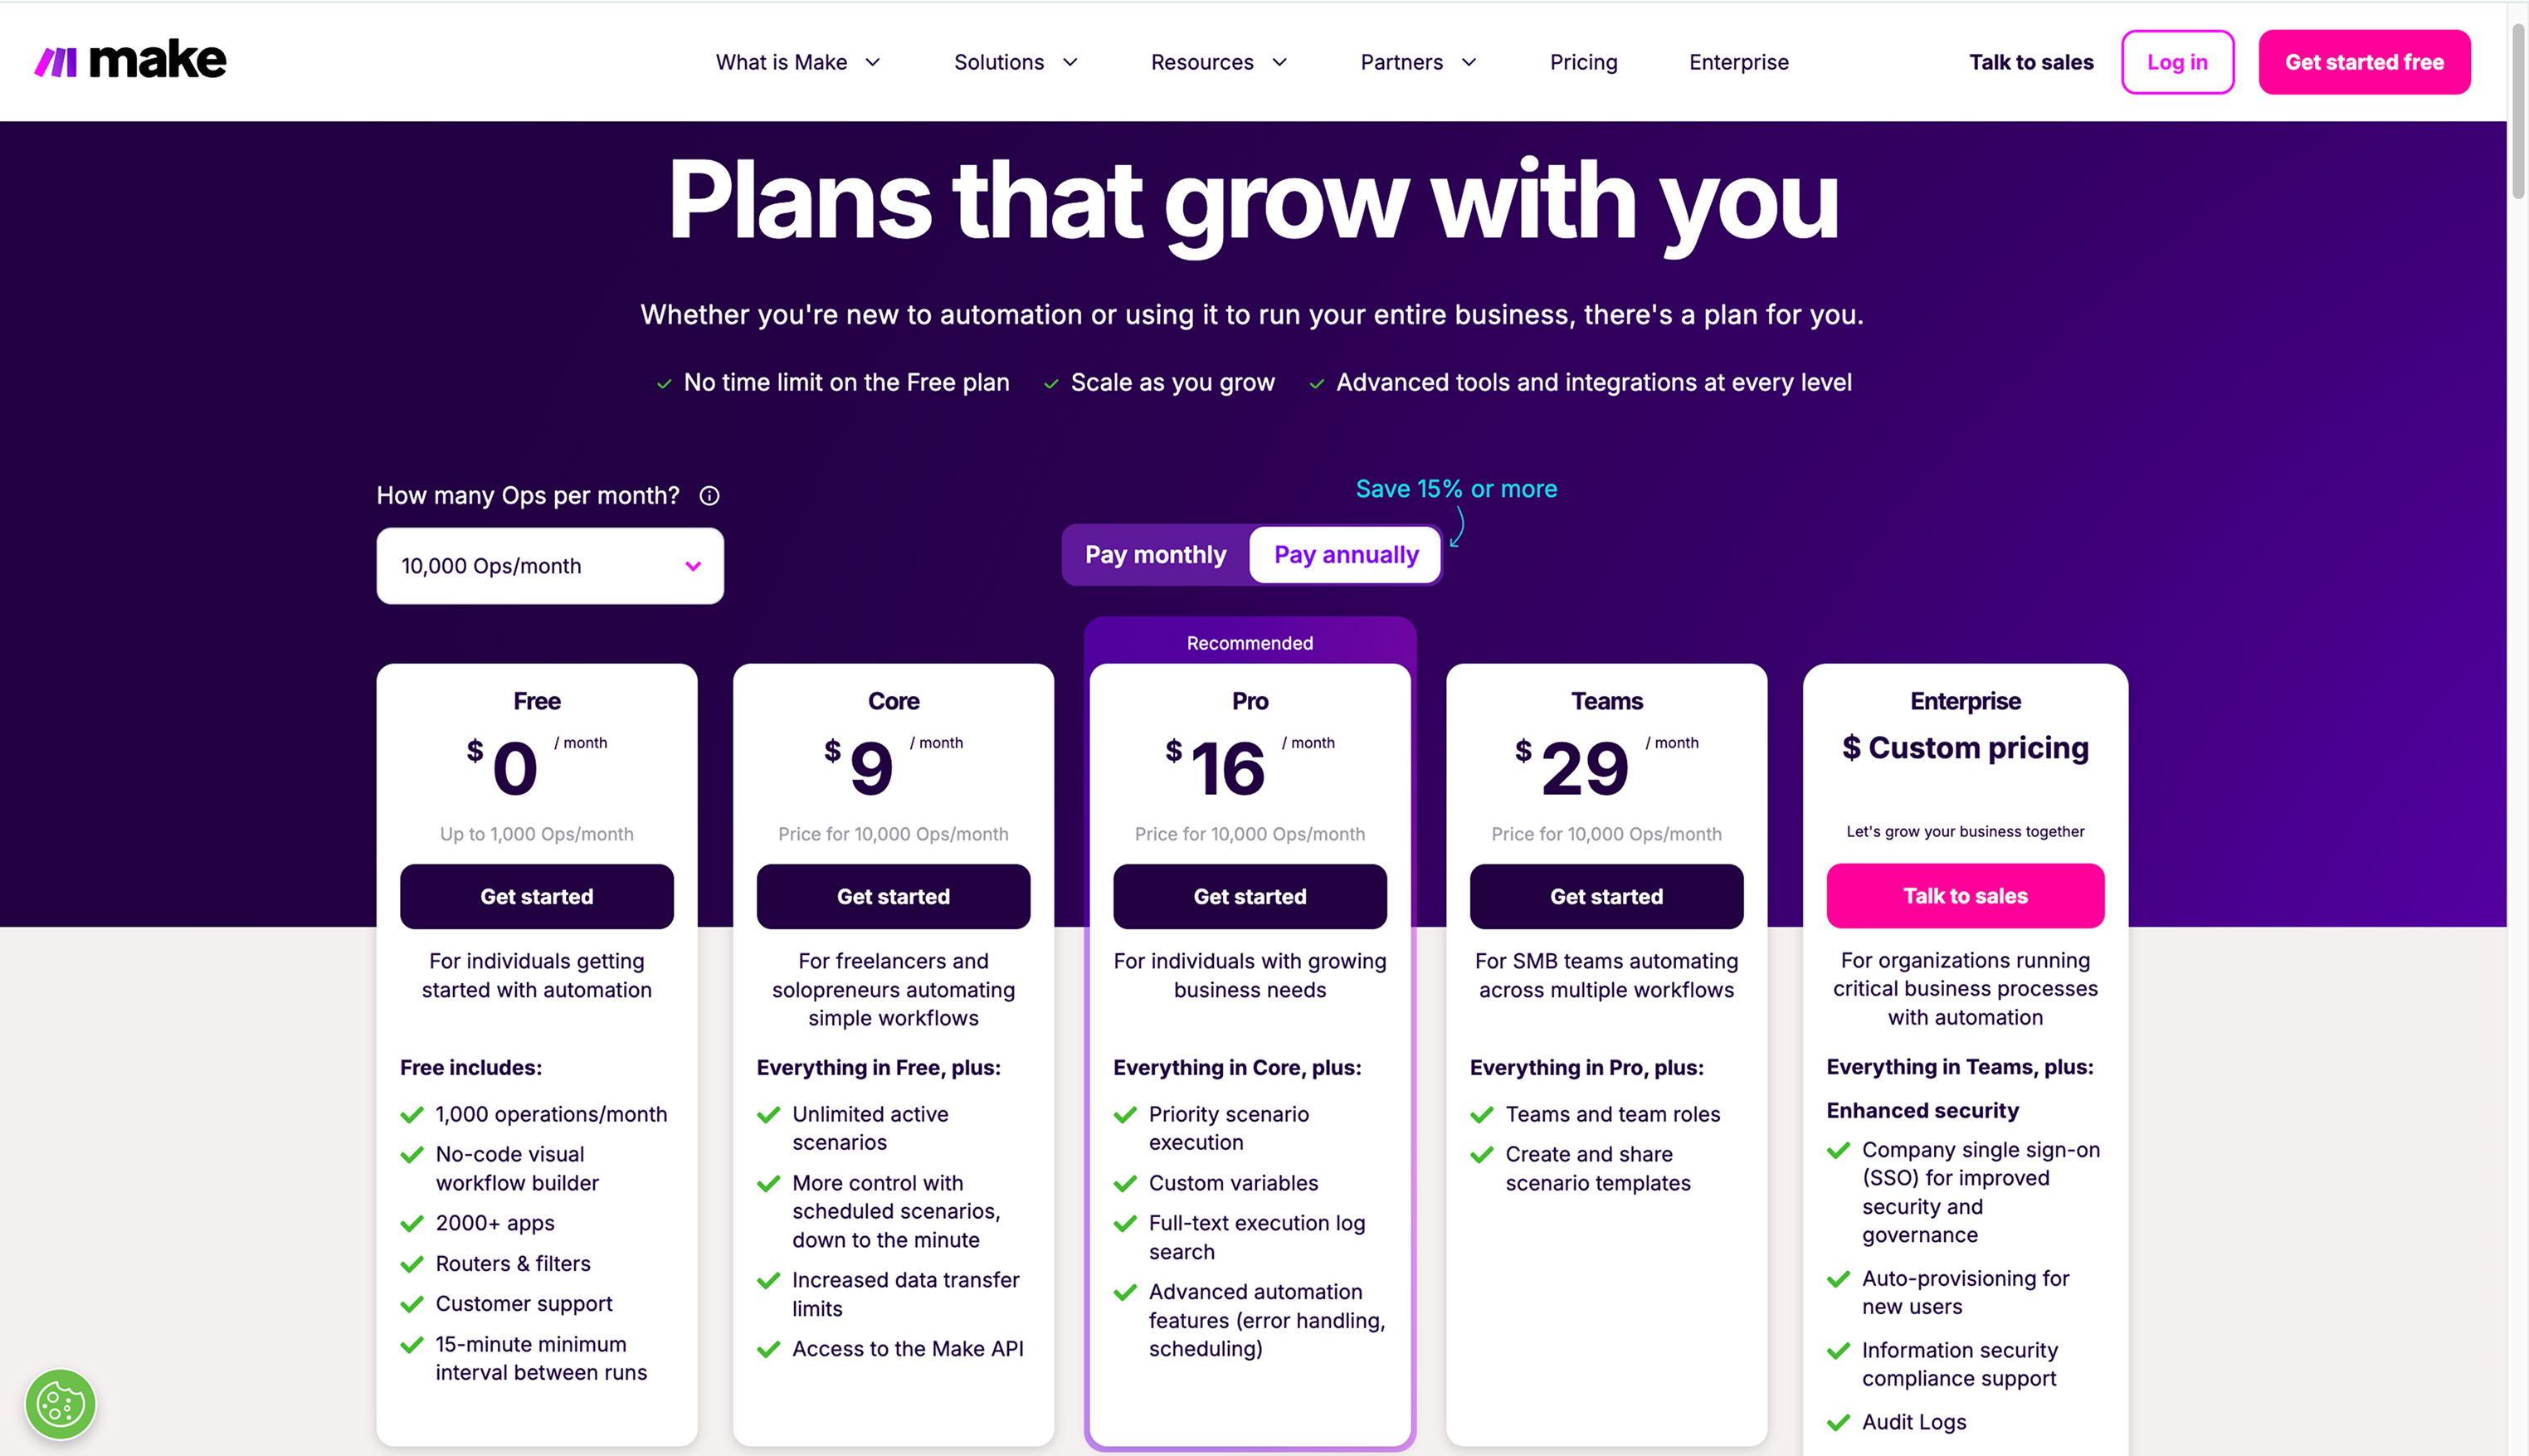 make
What is Make
Solutions
Resources
Partners
Pricing
Enterprise
Talk to sales
Log in
Get started free
Plans that grow with you
Whether you're new to automation or using it to run your entire business, there's a plan for you.
No time limit on the Free plan
Scale as you grow
Advanced tools and integrations at every level
How many Ops per month?
10,000 Ops/month
Save 15% or more
Pay monthly
Pay annually
Free
$ 0 / month
Up to 1,000 Ops/month
Get started
For individuals getting
started with automation
Free includes:
1,000 operations/month
No-code visual
workflow builder
2000+ apps
Routers & filters
Customer support
15-minute minimum
interval between runs
Core
$ 9 / month
Price for 10,000 Ops/month
Get started
For freelancers and
solopreneurs automating
simple workflows
Everything in Free, plus:
Unlimited active
scenarios
More control with
scheduled scenarios,
down to the minute
Increased data transfer
limits
Access to the Make API
Recommended
Pro
$ 16 / month
Price for 10,000 Ops/month
Get started
For individuals with growing
business needs
Everything in Core, plus:
Priority scenario
execution
Custom variables
Full-text execution log
search
Advanced automation
features (error handling,
scheduling)
Teams
$ 29 / month
Price for 10,000 Ops/month
Get started
For SMB teams automating
across multiple workflows
Everything in Pro, plus:
Teams and team roles
Create and share
scenario templates
Enterprise
$ Custom pricing
Let's grow your business together
Talk to sales
For organizations running
critical business processes
with automation
Everything in Teams, plus:
Enhanced security
Company single sign-on
(SSO) for improved
security and
governance
Auto-provisioning for
new users
Information security
compliance support
Audit Logs